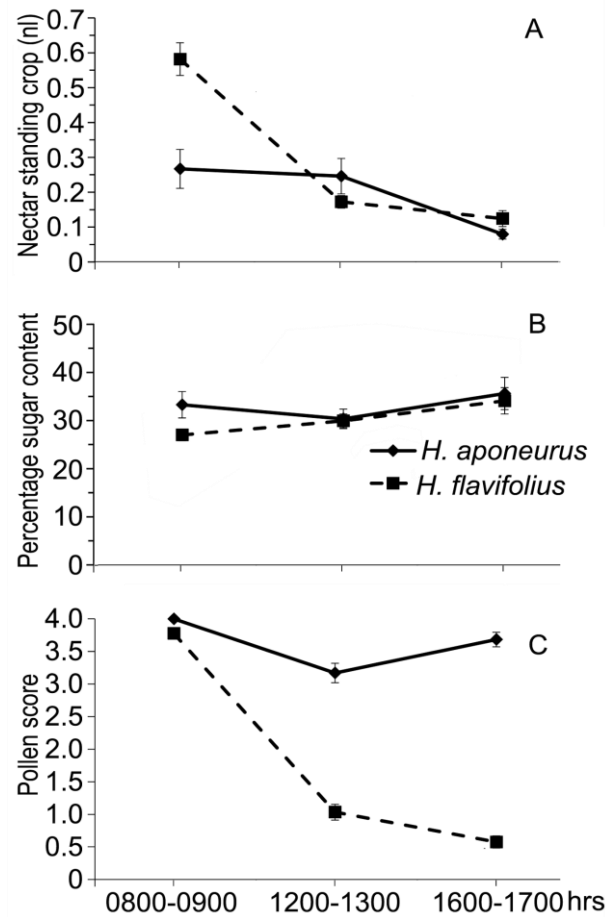 A
Nectar standing crop (nl)
0.7
0.6
0.5
0.4
0.3
0.2
0.1
0
B
Percentage sugar content
50
40
30
20
10
0
H. aponeurus
H. flavifolius
C
Pollen score
4.0
3.5
3.0
2.5
2.0
1.5
1.0
0.5
0
0800-0900 1200-1300 1600-1700 hrs